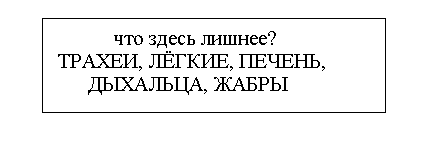 что здесь лишнее?
ТРАХЕИ, ЛЁГКИЕ, ПЕЧЕНЬ,
ДЫХАЛЬЦА, ЖАБРЫ